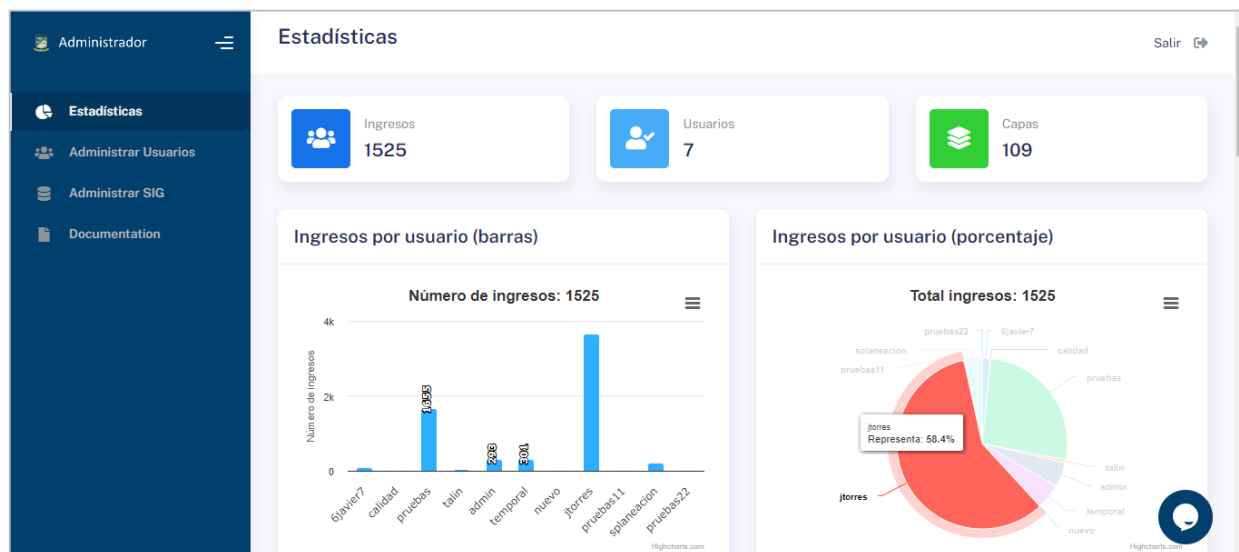 Administrador
Estadísticas
Administrar Usuarios
Administrar SIG
Documentation
Estadísticas
Salir
Ingresos
1525
Usuarios
7
Capas
109
Ingresos por usuario (barras)
Número de ingresos: 1525
Número de ingresos
4k
2k
0
1655
293
301
6javier7
calidad
pruebas
talin
admin
temporal
nuevo
jtorres
pruebas11
splaneacion
pruebas22
Highcharts.com
Ingresos por usuario (porcentaje)
Total ingresos: 1525
pruebas22
6javier7
splaneacion
calidad
pruebas11
pruebas
jtorres
Representa: 58.4%
talin
admin
jtorres
temporal
nuevo
Highcharts.com